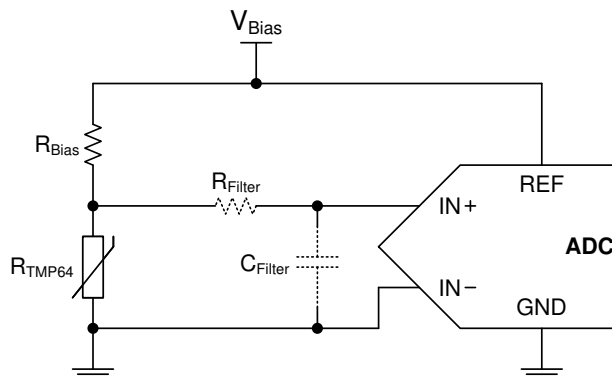 VBias
RBias
RFilter
REF
IN+
RTMP64
CFilter
ADC
IN−
GND